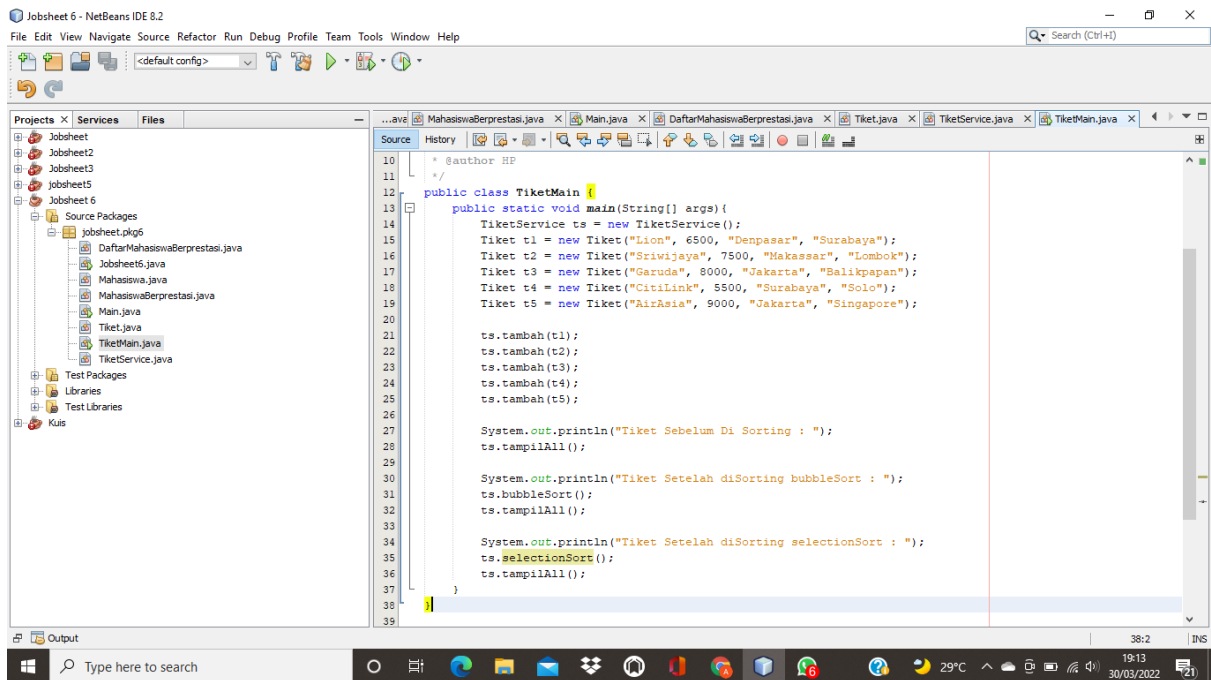 Jobsheet 6 - NetBeans IDE 8.2
File Edit View Navigate Source Refactor Run Debug Profile Team Tools Window Help
Search (Ctrl+I)
<default config>
Projects Services Files
...ava MahasiswaBerprestasi.java Main.java DaftarMahasiswaBerprestasi.java Tiket.java TiketService.java TiketMain.java
Source History
Jobsheet
Jobsheet2
Jobsheet3
jobsheet5
Jobsheet 6
Source Packages
jobsheet.pkg6
DaftarMahasiswaBerprestasi.java
Jobsheet6.java
Mahasiswa.java
MahasiswaBerprestasi.java
Main.java
Tiket.java
TiketMain.java
TiketService.java
Test Packages
Libraries
Test Libraries
Kuis
10 * @author HP
11 */
12 public class TiketMain {
13 public static void main(String[] args){
14 TiketService ts = new TiketService();
15 Tiket t1 = new Tiket("Lion", 6500, "Denpasar", "Surabaya");
16 Tiket t2 = new Tiket("Sriwijaya", 7500, "Makassar", "Lombok");
17 Tiket t3 = new Tiket("Garuda", 8000, "Jakarta", "Balikpapan");
18 Tiket t4 = new Tiket("CitiLink", 5500, "Surabaya", "Solo");
19 Tiket t5 = new Tiket("AirAsia", 9000, "Jakarta", "Singapore");
20
21 ts.tambah(t1);
22 ts.tambah(t2);
23 ts.tambah(t3);
24 ts.tambah(t4);
25 ts.tambah(t5);
26
27 System.out.println("Tiket Sebelum Di Sorting : ");
28 ts.tampilAll();
29
30 System.out.println("Tiket Setelah diSorting bubbleSort : ");
31 ts.bubbleSort();
32 ts.tampilAll();
33
34 System.out.println("Tiket Setelah diSorting selectionSort : ");
35 ts.selectionSort();
36 ts.tampilAll();
37 }
38 }
39
Output
38:2 INS
Type here to search
29°C
19:13
30/03/2022
21